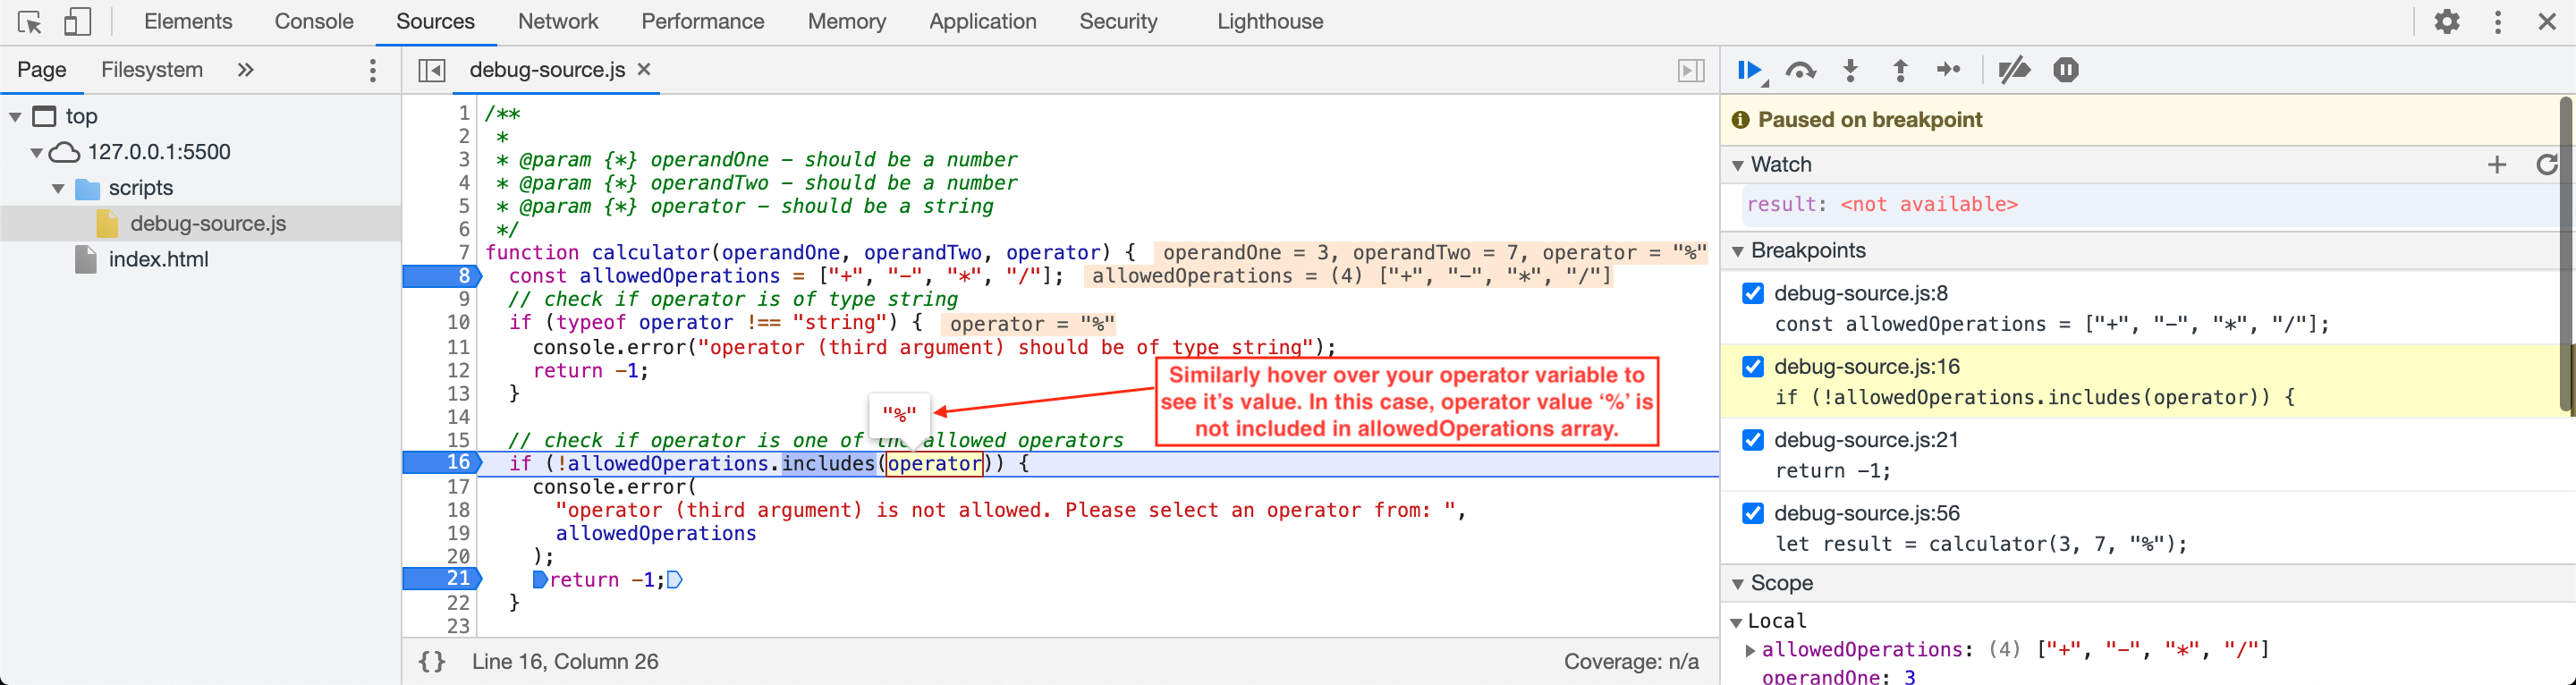 Elements Console Sources Network Performance Memory Application Security Lighthouse
Page Filesystem »
top
127.0.0.1:5500
scripts
debug-source.js
index.html
debug-source.js ×
1 /**
2 *
3 * @param {*} operandOne - should be a number
4 * @param {*} operandTwo - should be a number
5 * @param {*} operator - should be a string
6 */
7 function calculator(operandOne, operandTwo, operator) { operandOne = 3, operandTwo = 7, operator = "%"
8 const allowedOperations = ["+", "-", "*", "/"]; allowedOperations = (4) ["+", "-", "*", "/"]
9 // check if operator is of type string
10 if (typeof operator !== "string") { operator = "%"
11 console.error("operator (third argument) should be of type string");
12 return -1;
13 }
14
15 // check if operator is one of the allowed operators
16 if (!allowedOperations.includes(operator)) {
17 console.error(
18 "operator (third argument) is not allowed. Please select an operator from: ",
19 allowedOperations
20 );
21 return -1;
22 }
23
"%"
Similarly hover over your operator variable to
see it's value. In this case, operator value ‘%’ is
not included in allowedOperations array.
{} Line 16, Column 26 Coverage: n/a
Paused on breakpoint
Watch
result: <not available>
Breakpoints
debug-source.js:8
const allowedOperations = ["+", "-", "*", "/"];
debug-source.js:16
if (!allowedOperations.includes(operator)) {
debug-source.js:21
return -1;
debug-source.js:56
let result = calculator(3, 7, "%");
Scope
Local
allowedOperations: (4) ["+", "-", "*", "/"]
operandOne: 3